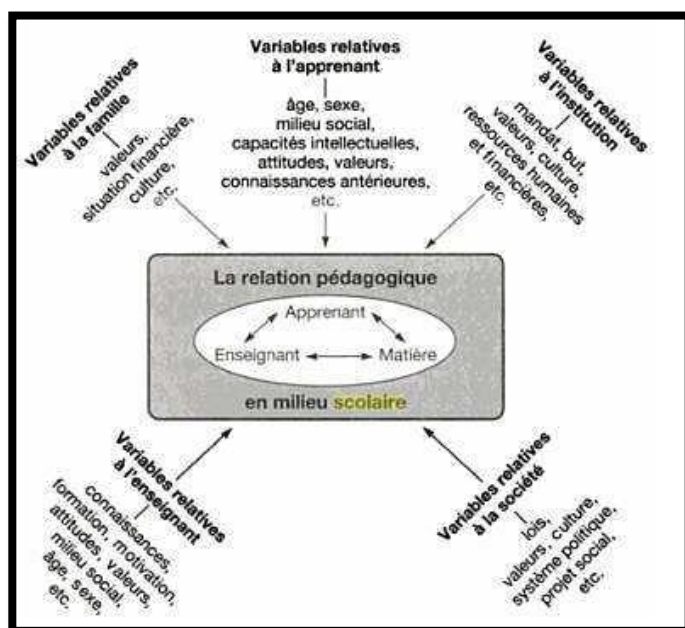 Variables relatives
à la famille
valeurs,
situation financière,
culture,
etc.
Variables relatives
à l'apprenant
âge, sexe,
milieu social,
capacités intellectuelles,
attitudes, valeurs,
connaissances antérieures,
etc.
Variables relatives
à l'institution
mandat, but,
valeurs, culture,
ressources humaines
et financières,
etc.
La relation pédagogique
Apprenant
Enseignant
Matière
en milieu scolaire
Variables relatives
à l'enseignant
connaissances,
formation, motivation,
attitudes, valeurs,
milieu social,
âge, sexe,
etc.
Variables relatives
à la société
lois,
valeurs, culture,
système politique,
projet social,
etc.